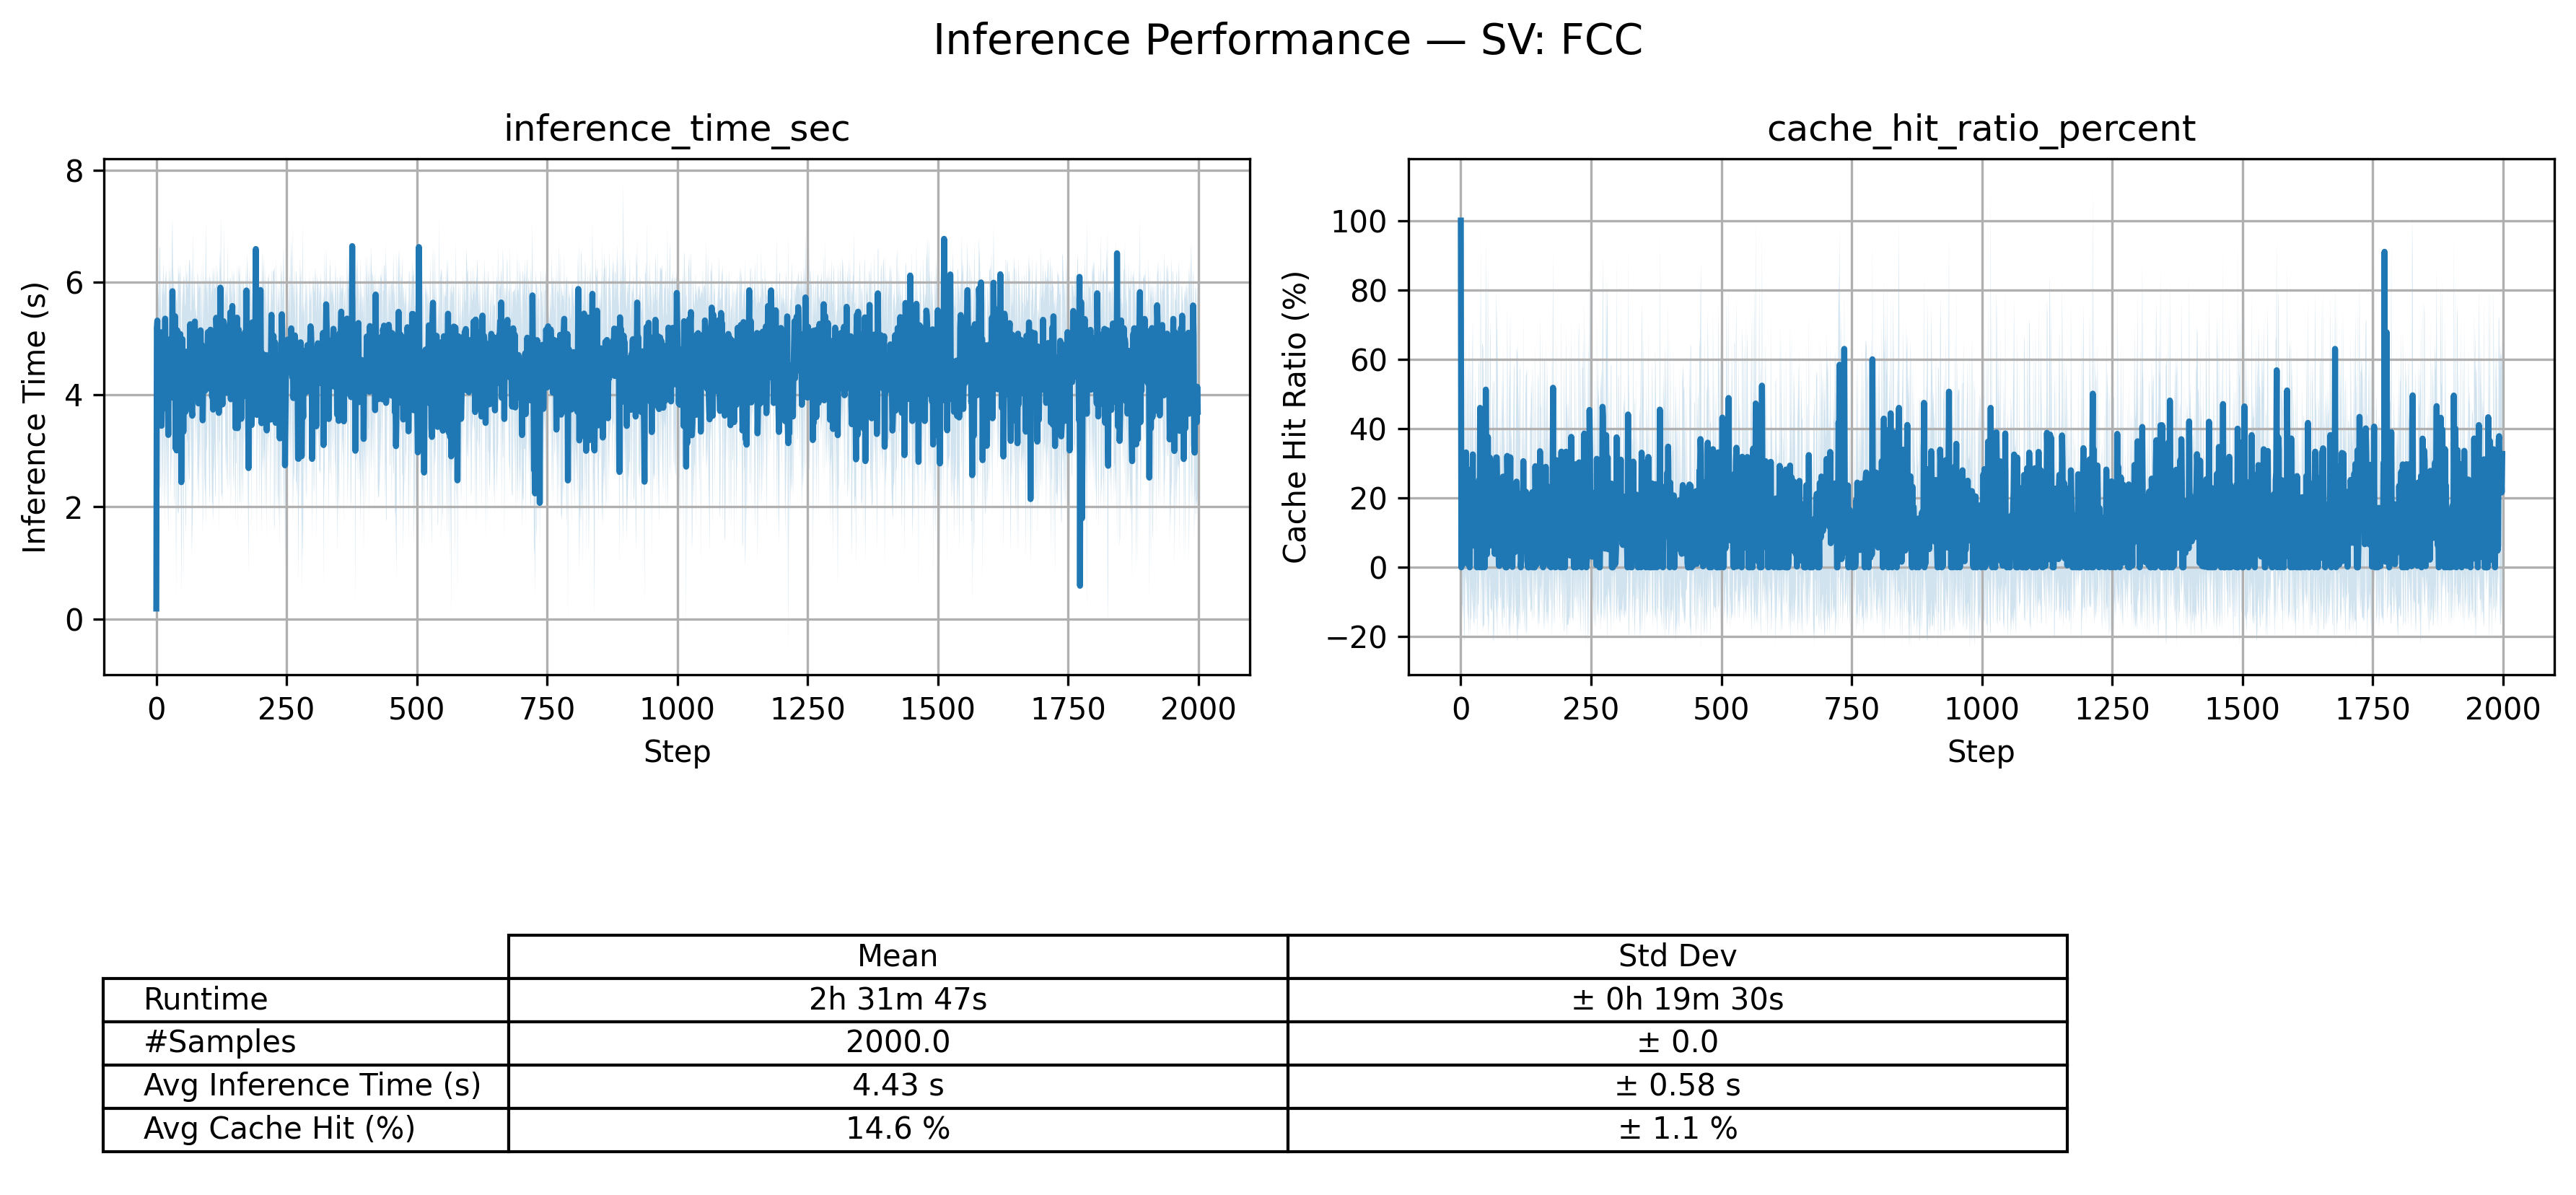 Inference Performance — SV: FCC
inference_time_sec
Inference Time (s)
8
6
4
2
0
0 250 500 750 1000 1250 1500 1750 2000
Step
cache_hit_ratio_percent
Cache Hit Ratio (%)
100
80
60
40
20
0
−20
0 250 500 750 1000 1250 1500 1750 2000
Step
Mean Std Dev
Runtime 2h 31m 47s ± 0h 19m 30s
#Samples 2000.0 ± 0.0
Avg Inference Time (s) 4.43 s ± 0.58 s
Avg Cache Hit (%) 14.6 % ± 1.1 %